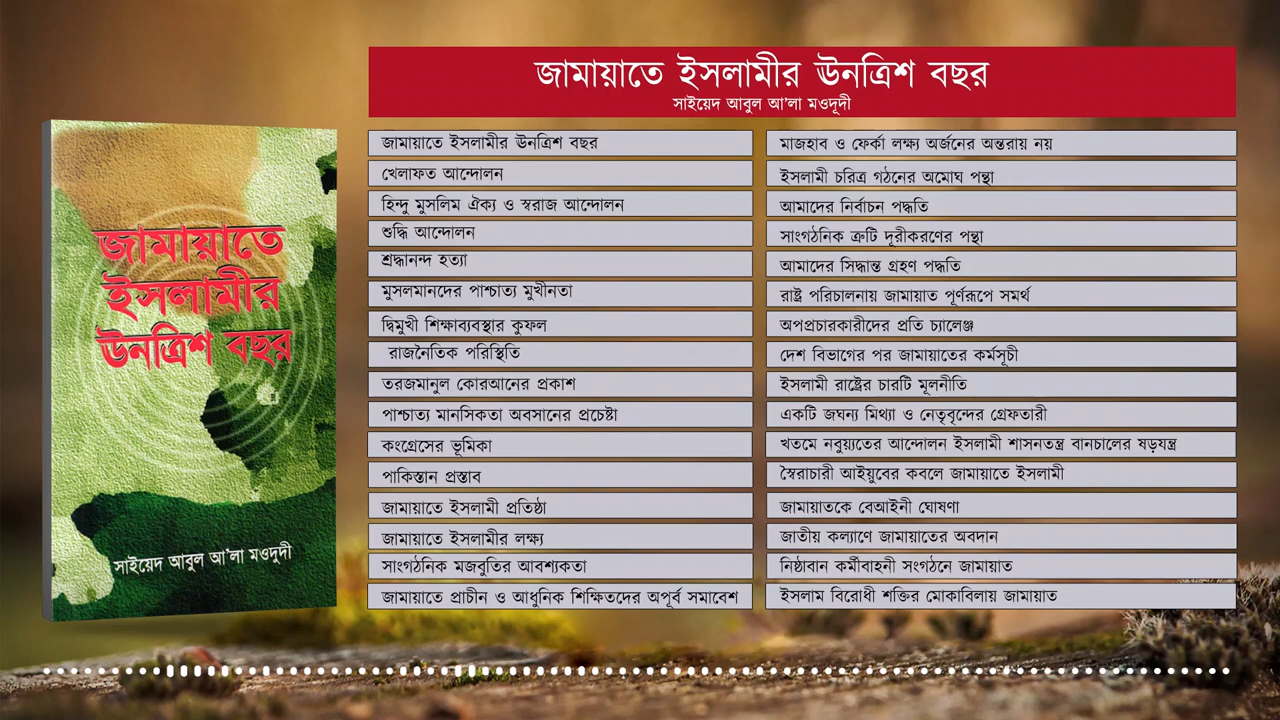 জামায়াতে ইসলামীর ঊনত্রিশ বছর
সাইয়েদ আবুল আ'লা মওদূদী
জামায়াতে
ইসলামীর
ঊনত্রিশ বছর
সাইয়েদ আবুল আ'লা মওদুদী
জামায়াতে ইসলামীর ঊনত্রিশ বছর
খেলাফত আন্দোলন
হিন্দু মুসলিম ঐক্য ও স্বরাজ আন্দোলন
শুদ্ধি আন্দোলন
শ্রদ্ধানন্দ হত্যা
মুসলমানদের পাশ্চাত্য মুখীনতা
দ্বিমুখী শিক্ষাব্যবস্থার কুফল
রাজনৈতিক পরিস্থিতি
তরজমানুল কোরআনের প্রকাশ
পাশ্চাত্য মানসিকতা অবসানের প্রচেষ্টা
কংগ্রেসের ভূমিকা
পাকিস্তান প্রস্তাব
জামায়াতে ইসলামী প্রতিষ্ঠা
জামায়াতে ইসলামীর লক্ষ্য
সাংগঠনিক মজবুতির আবশ্যকতা
জামায়াতে প্রাচীন ও আধুনিক শিক্ষিতদের অপূর্ব সমাবেশ
মাজহাব ও ফের্কা লক্ষ্য অর্জনের অন্তরায় নয়
ইসলামী চরিত্র গঠনের অমোঘ পন্থা
আমাদের নির্বাচন পদ্ধতি
সাংগঠনিক ত্রুটি দূরীকরণের পন্থা
আমাদের সিদ্ধান্ত গ্রহণ পদ্ধতি
রাষ্ট্র পরিচালনায় জামায়াত পূর্ণরূপে সমর্থ
অপপ্রচারকারীদের প্রতি চ্যালেঞ্জ
দেশ বিভাগের পর জামায়াতের কর্মসূচী
ইসলামী রাষ্ট্রের চারটি মূলনীতি
একটি জঘন্য মিথ্যা ও নেতৃবৃন্দের গ্রেফতারী
খতমে নবুয়্যতের আন্দোলন ইসলামী শাসনতন্ত্র বানচালের ষড়যন্ত্র
স্বৈরাচারী আইয়ুবের কবলে জামায়াতে ইসলামী
জামায়াতকে বেআইনী ঘোষণা
জাতীয় কল্যাণে জামায়াতের অবদান
নিষ্ঠাবান কর্মীবাহনী সংগঠনে জামায়াত
ইসলাম বিরোধী শক্তির মোকাবিলায় জামায়াত